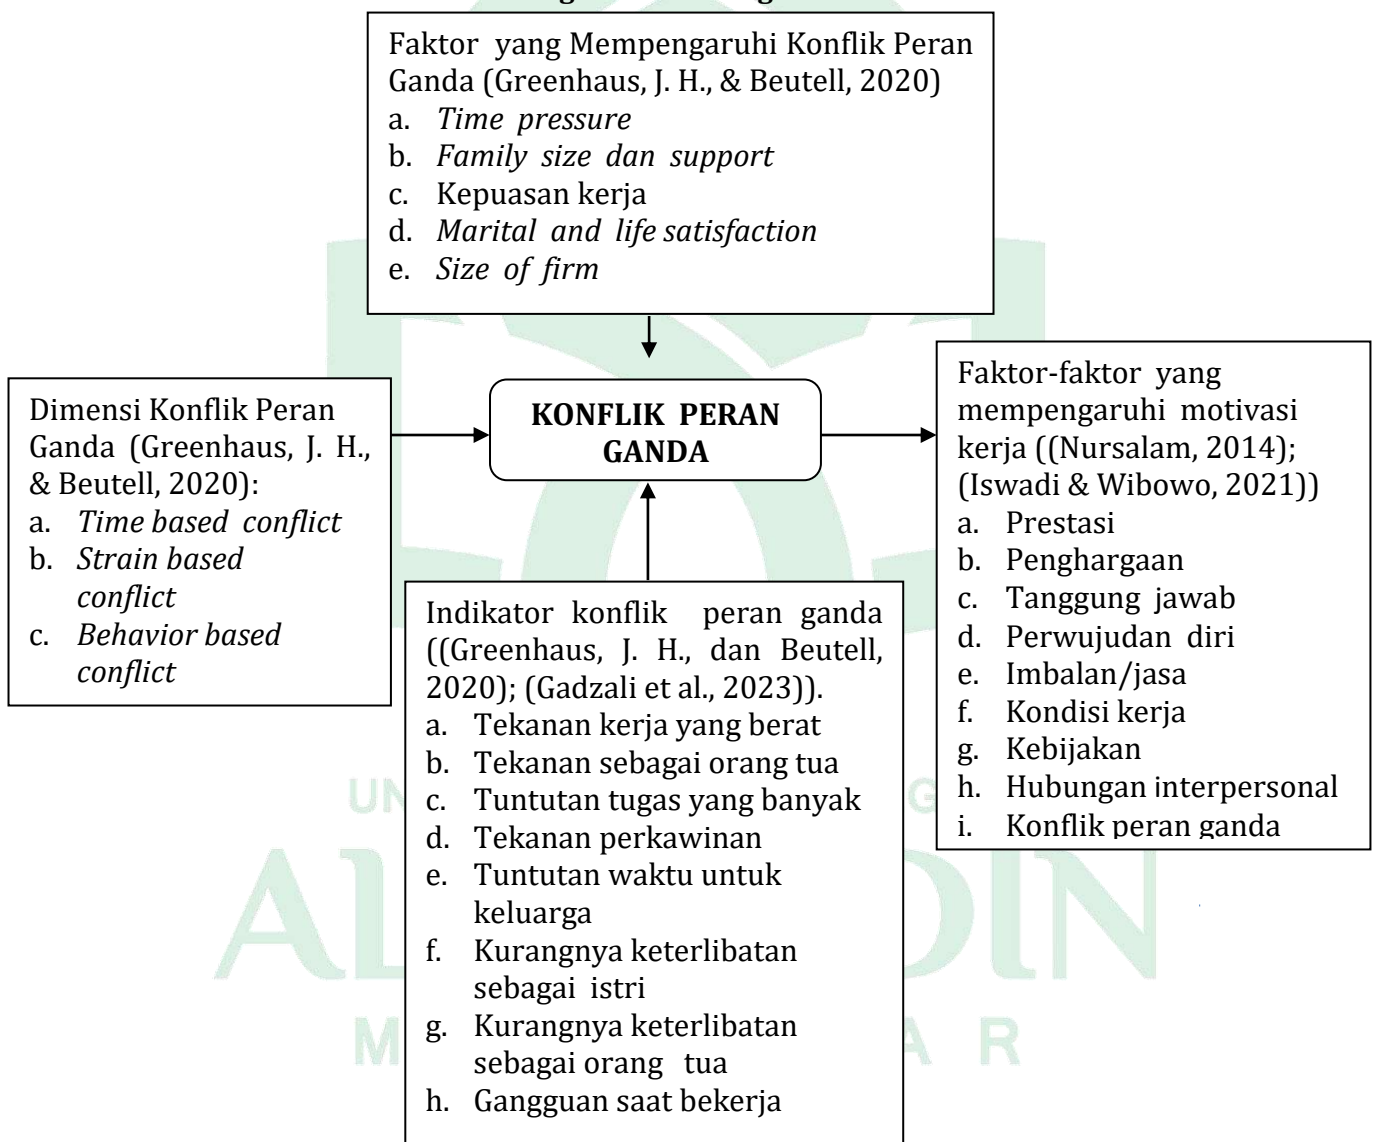 Faktor yang Mempengaruhi Konflik Peran
Ganda (Greenhaus, J. H., & Beutell, 2020)
a. Time pressure
b. Family size dan support
c. Kepuasan kerja
d. Marital and life satisfaction
e. Size of firm
Dimensi Konflik Peran
Ganda (Greenhaus, J. H.,
& Beutell, 2020):
a. Time based conflict
b. Strain based
conflict
c. Behavior based
conflict
KONFLIK PERAN
GANDA
Faktor-faktor yang
mempengaruhi motivasi
kerja ((Nursalam, 2014);
(Iswadi & Wibowo, 2021))
a. Prestasi
b. Penghargaan
c. Tanggung jawab
d. Perwujudan diri
e. Imbalan/jasa
f. Kondisi kerja
g. Kebijakan
h. Hubungan interpersonal
i. Konflik peran ganda
Indikator konflik peran ganda
((Greenhaus, J. H., dan Beutell,
2020); (Gadzali et al., 2023)).
a. Tekanan kerja yang berat
b. Tekanan sebagai orang tua
c. Tuntutan tugas yang banyak
d. Tekanan perkawinan
e. Tuntutan waktu untuk
keluarga
f. Kurangnya keterlibatan
sebagai istri
g. Kurangnya keterlibatan
sebagai orang tua
h. Gangguan saat bekerja